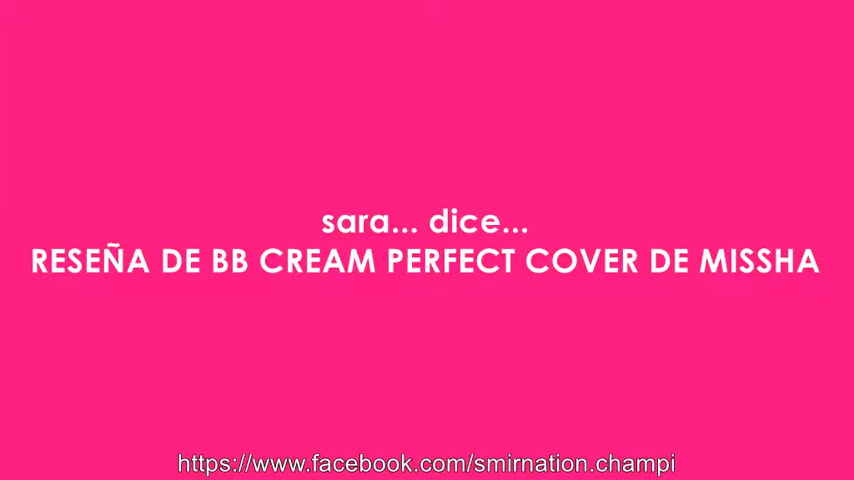 sara... dice...
RESEÑA DE BB CREAM PERFECT COVER DE MISSHA
https://www.facebook.com/smirnation.champi